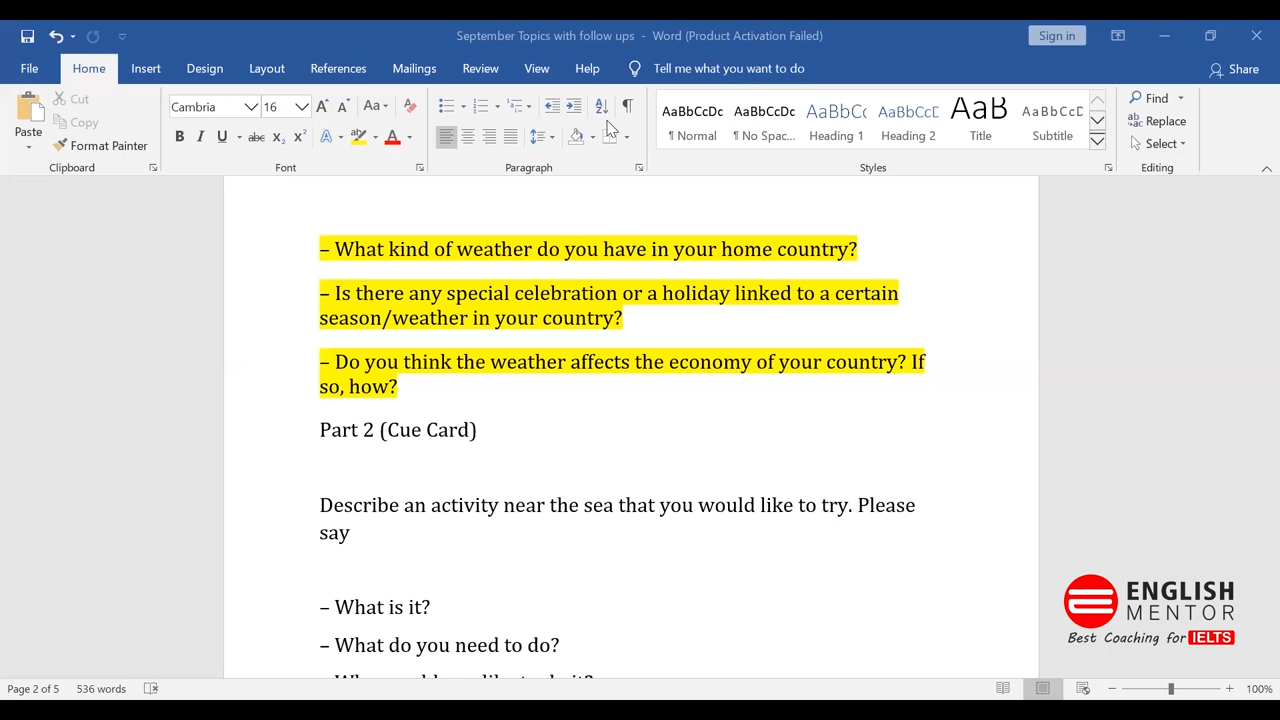 September Topics with follow ups - Word (Product Activation Failed)
Sign in
File Home Insert Design Layout References Mailings Review View Help Tell me what you want to do Share
Paste
Cut
Copy
Format Painter
Clipboard
Cambria 16
Font
Paragraph
AaBbCcDc AaBbCcDc AaBbCc AaBbCcD AaB AaBbCcD
¶ Normal ¶ No Spac... Heading 1 Heading 2 Title Subtitle
Styles
Find
Replace
Select
Editing
– What kind of weather do you have in your home country?
– Is there any special celebration or a holiday linked to a certain
season/weather in your country?
– Do you think the weather affects the economy of your country? If
so, how?
Part 2 (Cue Card)
Describe an activity near the sea that you would like to try. Please
say
– What is it?
– What do you need to do?
ENGLISH
MENTOR
Best Coaching for IELTS
Page 2 of 5 536 words
100%